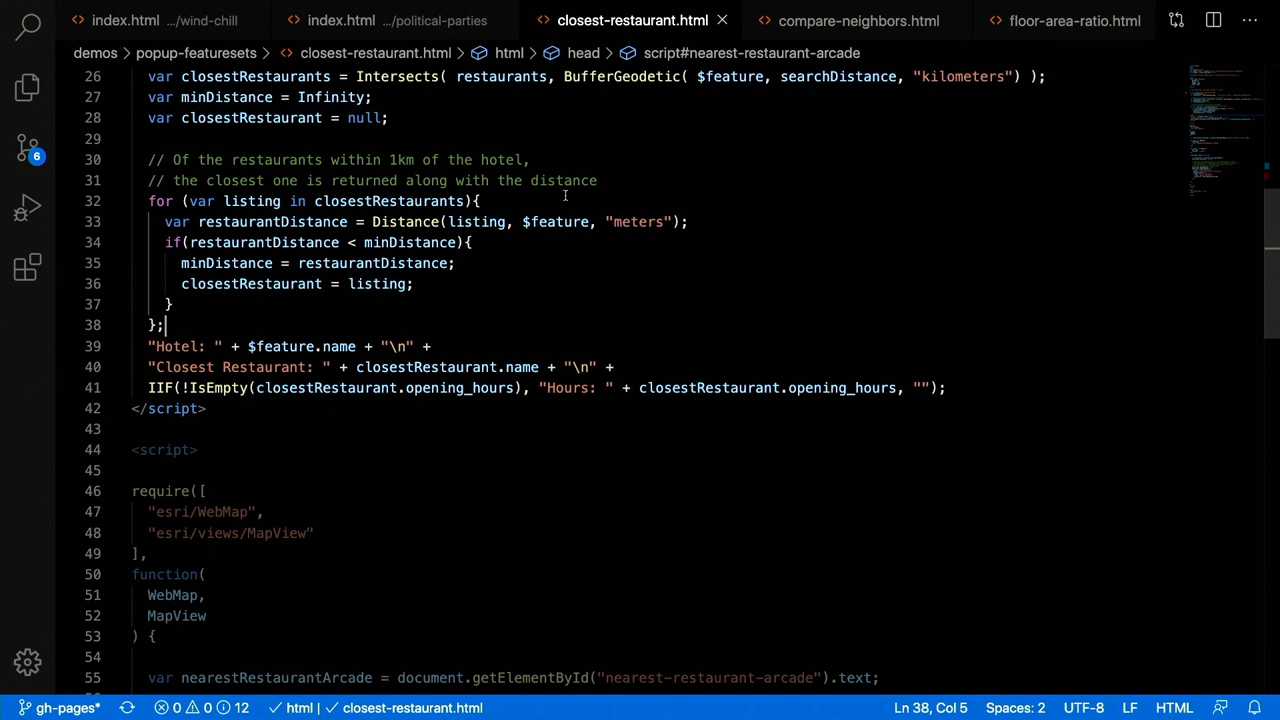 index.html .../wind-chill
index.html .../political-parties
closest-restaurant.html
compare-neighbors.html
floor-area-ratio.html
demos popup-featuresets closest-restaurant.html html head script#nearest-restaurant-arcade
26 var closestRestaurants = Intersects( restaurants, BufferGeodetic( $feature, searchDistance, "kilometers") );
27 var minDistance = Infinity;
28 var closestRestaurant = null;
29
30 // Of the restaurants within 1km of the hotel,
31 // the closest one is returned along with the distance
32 for (var listing in closestRestaurants){
33 var restaurantDistance = Distance(listing, $feature, "meters");
34 if(restaurantDistance < minDistance){
35 minDistance = restaurantDistance;
36 closestRestaurant = listing;
37 }
38 };
39 "Hotel: " + $feature.name + "\n" +
40 "Closest Restaurant: " + closestRestaurant.name + "\n" +
41 IIF(!IsEmpty(closestRestaurant.opening_hours), "Hours: " + closestRestaurant.opening_hours, "");
42 </script>
43
44 <script>
45
46 require([
47 "esri/WebMap",
48 "esri/views/MapView"
49 ],
50 function(
51 WebMap,
52 MapView
53 ) {
54
55 var nearestRestaurantArcade = document.getElementById("nearest-restaurant-arcade").text;
6
gh-pages* 0 0 12 html closest-restaurant.html Ln 38, Col 5 Spaces: 2 UTF-8 LF HTML